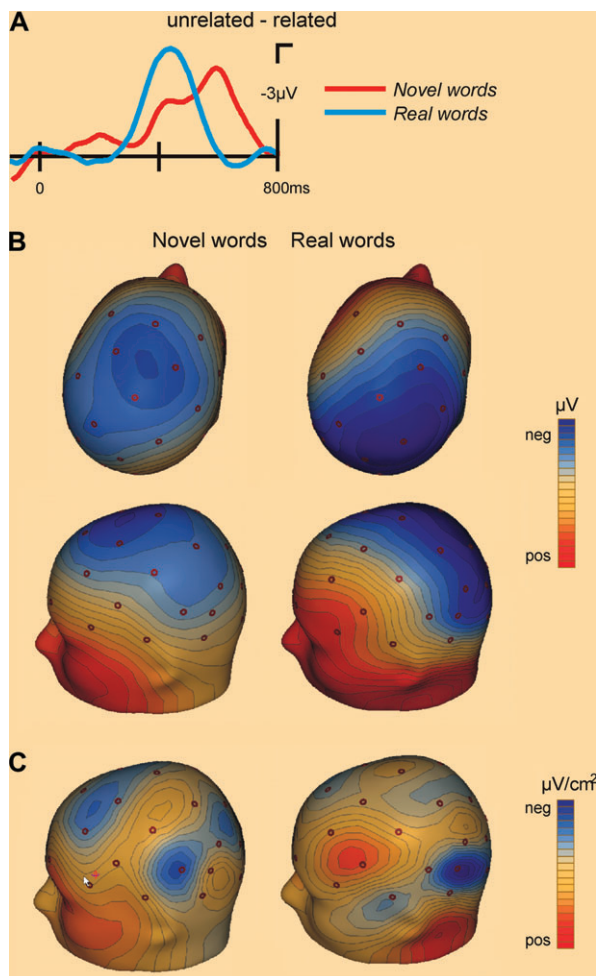 A
unrelated - related
-3µV
Novel words
Real words
0
800ms
B
Novel words
Real words
µV
neg
pos
C
µV/cm²
neg
pos